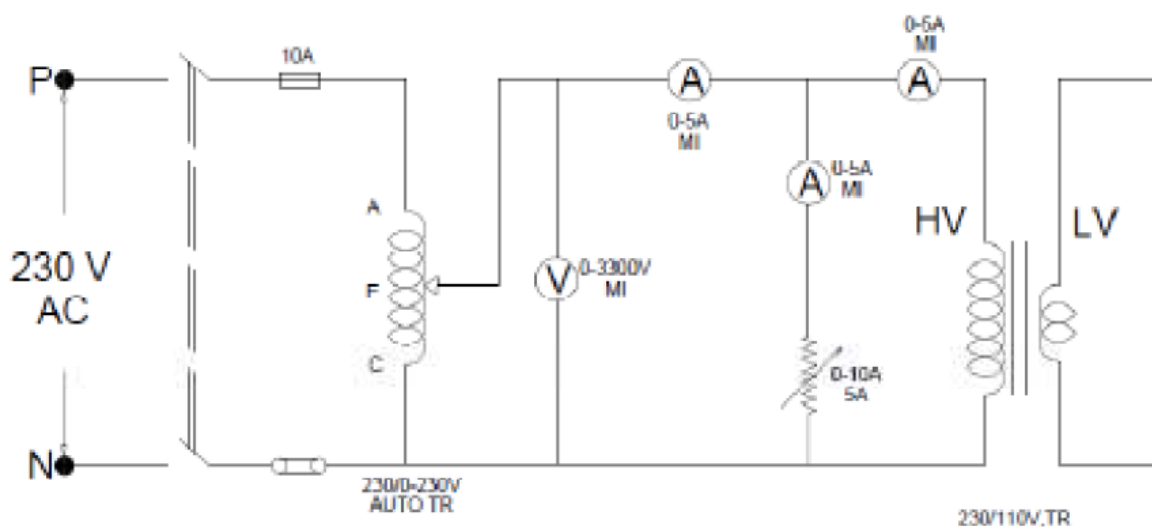 10A
0-5A
MI
P
A
A
0-5A
MI
A
0-5A
MI
A
HV
LV
230 V
AC
F
V
0-3300V
MI
C
0-10A
5A
N
230/0-230V
AUTO TR
230/110V,TR